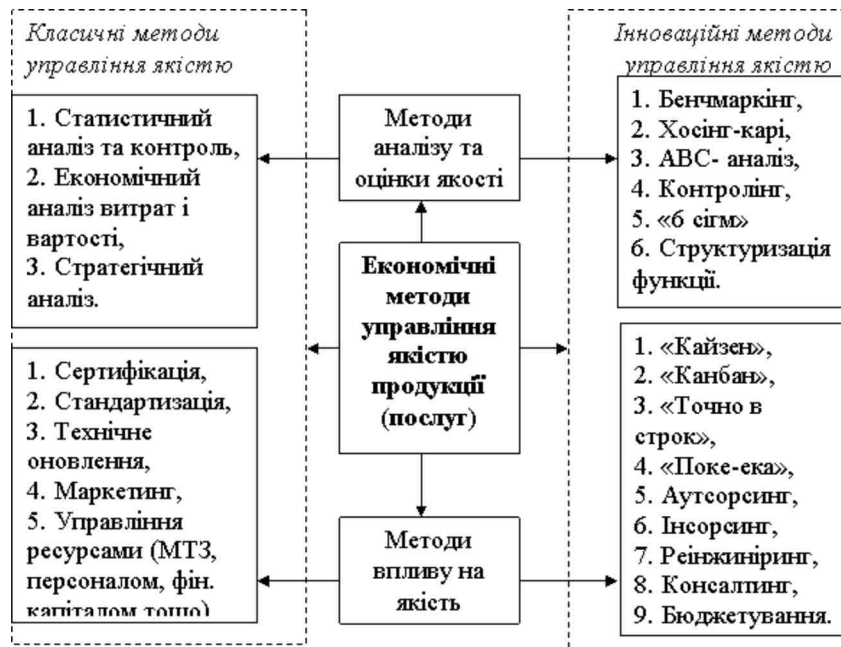 Класичні методи
управління якістю
1. Статистичний
аналіз та контроль,
2. Економічний
аналіз витрат і
вартості,
3. Стратегічний
аналіз.
1. Сертифікація,
2. Стандартизація,
3. Технічне
оновлення,
4. Маркетинг,
5. Управління
ресурсами (МТЗ,
персоналом, фін.
капіталом тощо)
Методи
аналізу та
оцінки якості
Економічні
методи
управління
якістю
продукції
(послуг)
Методи
впливу на
якість
Інноваційні методи
управління якістю
1. Бенчмаркінг,
2. Хосінг-карі,
3. АВС- аналіз,
4. Контролінг,
5. «6 сігм»
6. Структуризація
функції.
1. «Кайзен»,
2. «Канбан»,
3. «Точно в
строк»,
4. «Поке-ека»,
5. Аутсорсинг,
6. Інсорсинг,
7. Реінжиніринг,
8. Консалтинг,
9. Бюджетування.